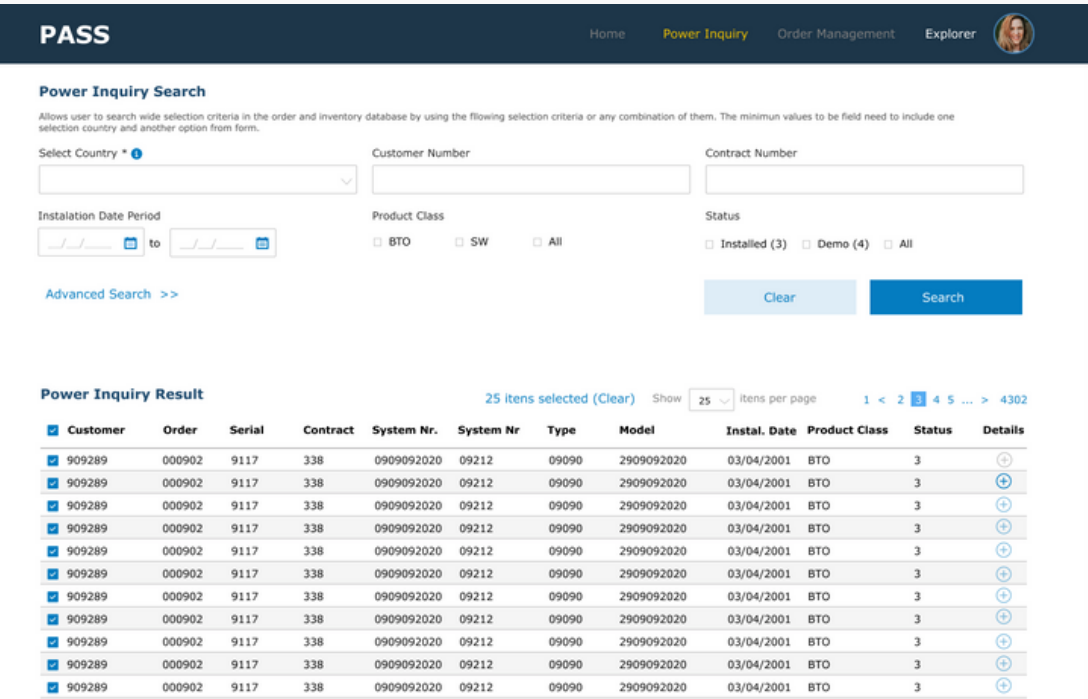 PASS
Home Power Inquiry Order Management Explorer
Power Inquiry Search
Allows user to search wide selection criteria in the order and inventory database by using the fllowing selection criteria or any combination of them. The minimun values to be field need to include one
selection country and another option from form.
Select Country * Customer Number Contract Number
Instalation Date Period Product Class Status
__/__/____ to __/__/____ BTO SW All Installed (3) Demo (4) All
Advanced Search >> Clear Search
Power Inquiry Result 25 itens selected (Clear) Show 25 itens per page 1 < 2 3 4 5 ... > 4302
Customer Order Serial Contract System Nr. System Nr Type Model Instal. Date Product Class Status Details
909289 000902 9117 338 0909092020 09212 09090 2909092020 03/04/2001 BTO 3
909289 000902 9117 338 0909092020 09212 09090 2909092020 03/04/2001 BTO 3
909289 000902 9117 338 0909092020 09212 09090 2909092020 03/04/2001 BTO 3
909289 000902 9117 338 0909092020 09212 09090 2909092020 03/04/2001 BTO 3
909289 000902 9117 338 0909092020 09212 09090 2909092020 03/04/2001 BTO 3
909289 000902 9117 338 0909092020 09212 09090 2909092020 03/04/2001 BTO 3
909289 000902 9117 338 0909092020 09212 09090 2909092020 03/04/2001 BTO 3
909289 000902 9117 338 0909092020 09212 09090 2909092020 03/04/2001 BTO 3
909289 000902 9117 338 0909092020 09212 09090 2909092020 03/04/2001 BTO 3
909289 000902 9117 338 0909092020 09212 09090 2909092020 03/04/2001 BTO 3
909289 000902 9117 338 0909092020 09212 09090 2909092020 03/04/2001 BTO 3